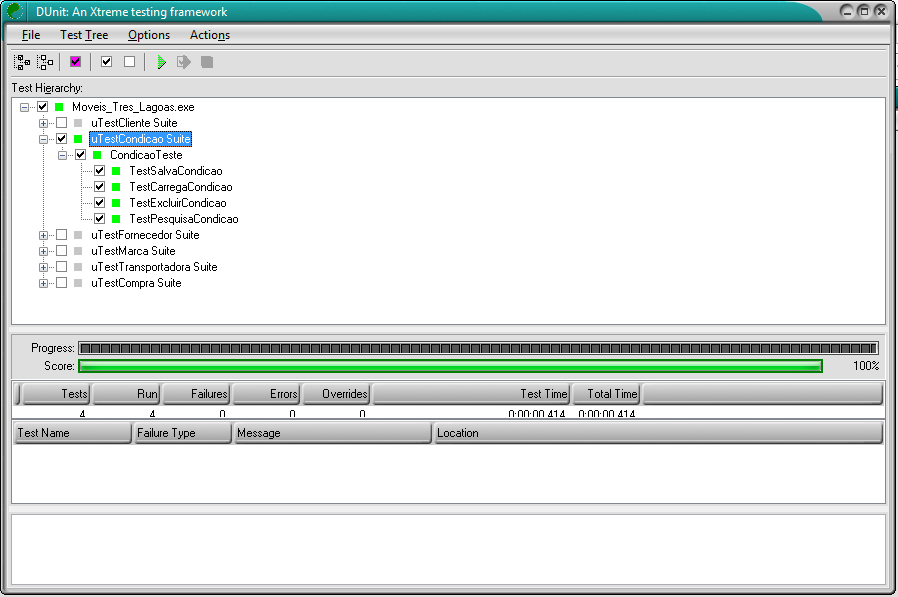 DUnit: An Xtreme testing framework
File Test Tree Options Actions
Test Hierarchy:
Moveis_Tres_Lagoas.exe
uTestCliente Suite
uTestCondicao Suite
CondicaoTeste
TestSalvaCondicao
TestCarregaCondicao
TestExcluirCondicao
TestPesquisaCondicao
uTestFornecedor Suite
uTestMarca Suite
uTestTransportadora Suite
uTestCompra Suite
Progress:
Score: 100%
Tests Run Failures Errors Overrides Test Time Total Time
4 4 0 0 0 0:00:00.414 0:00:00.414
Test Name Failure Type Message Location